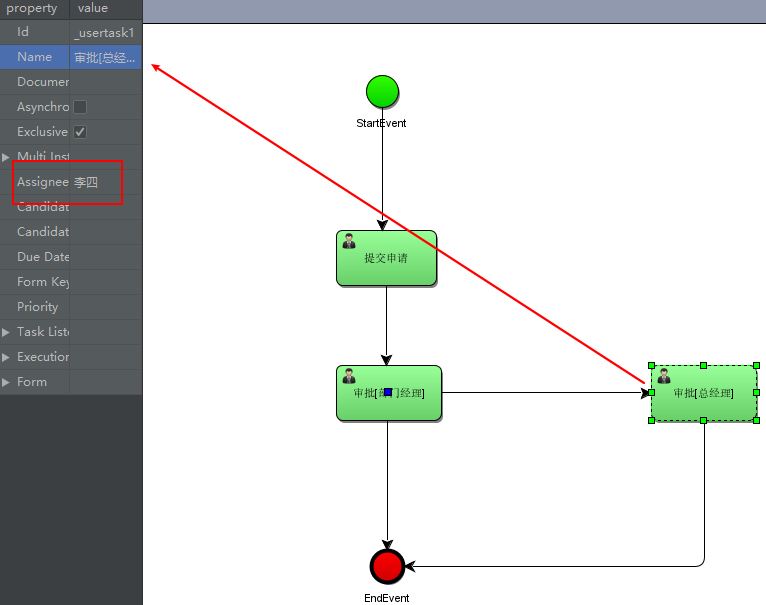 property value
Id _usertask1
Name 审批[总经...
Documen
Asynchro
Exclusive
Multi Inst
Assignee 李四
Candidat
Candidat
Due Date
Form Key
Priority
Task Liste
Execution
Form
StartEvent
提交申请
审批[部门经理]
审批[总经理]
EndEvent